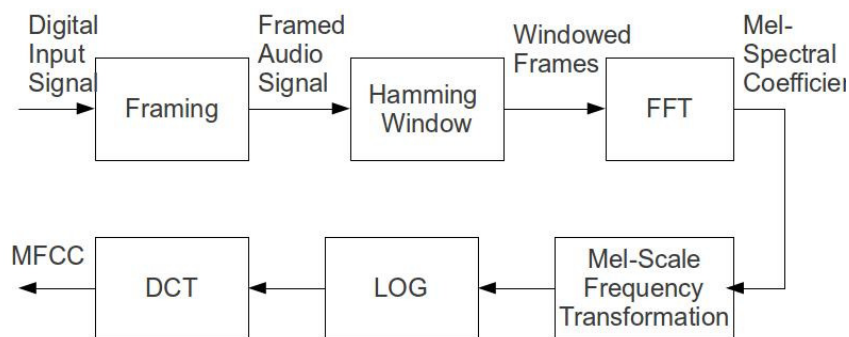 Digital
Input
Signal
Framing
Framed
Audio
Signal
Hamming
Window
Windowed
Frames
FFT
Mel-
Spectral
Coefficien
Mel-Scale
Frequency
Transformation
LOG
DCT
MFCC